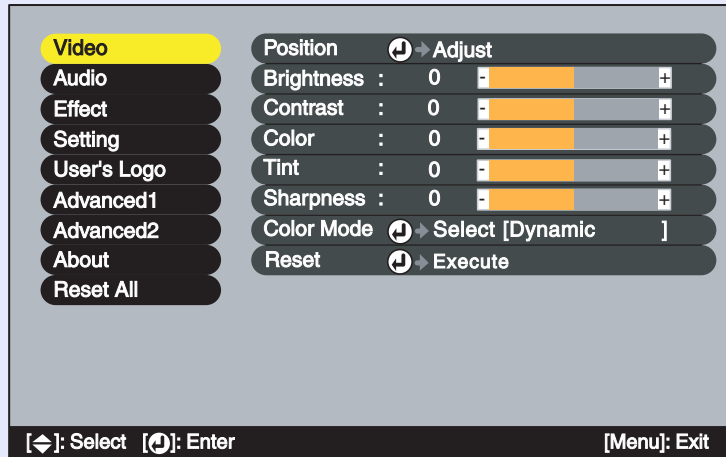 Video
Audio
Effect
Setting
User's Logo
Advanced1
Advanced2
About
Reset All
Position Adjust
Brightness : 0 - +
Contrast : 0 - +
Color : 0 - +
Tint : 0 - +
Sharpness : 0 - +
Color Mode Select [Dynamic ]
Reset Execute
[ ]: Select [ ]: Enter [Menu]: Exit